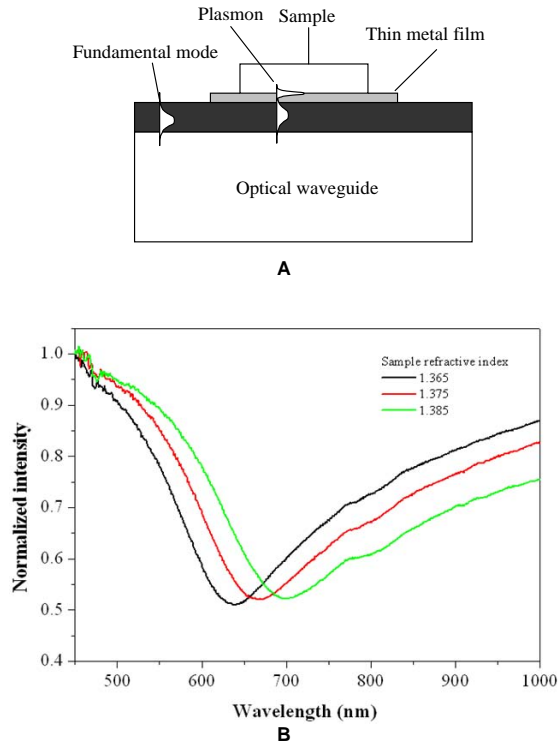 Plasmon Sample
Thin metal film
Fundamental mode
Optical waveguide
A
Sample refractive index
1.365
1.375
1.385
Normalized intensity
1.0
0.9
0.8
0.7
0.6
0.5
0.4
500 600 700 800 900 1000
Wavelength (nm)
B